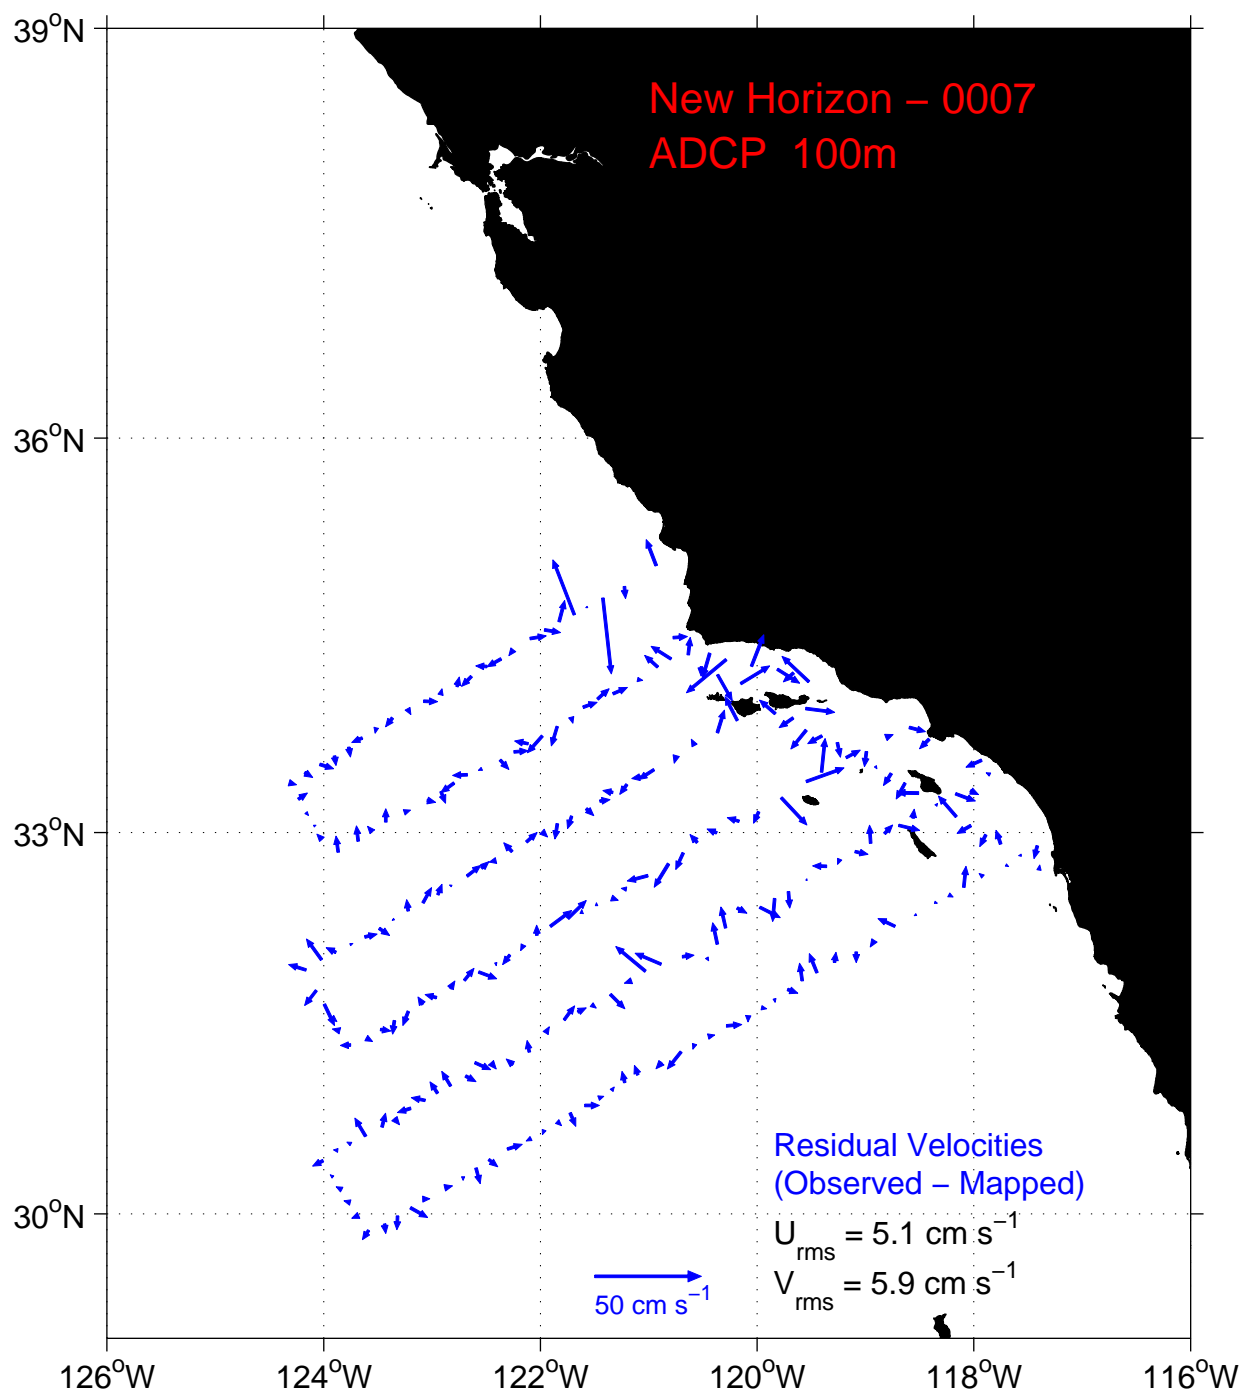 39°N
New Horizon – 0007
ADCP 100m
36°N
33°N
Residual Velocities
(Observed – Mapped)
30°N
U_rms = 5.1 cm s⁻¹
V_rms = 5.9 cm s⁻¹
50 cm s⁻¹
126°W 124°W 122°W 120°W 118°W 116°W